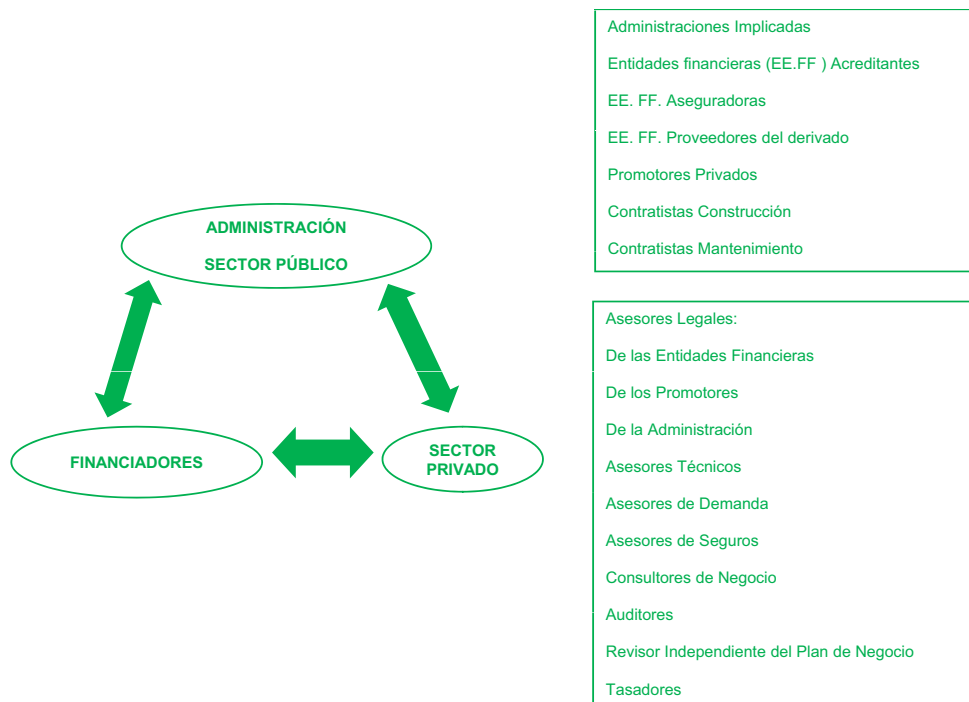 ADMINISTRACIÓN
SECTOR PÚBLICO
FINANCIADORES
SECTOR
PRIVADO
Administraciones Implicadas
Entidades financieras (EE.FF ) Acreditantes
EE. FF. Aseguradoras
EE. FF. Proveedores del derivado
Promotores Privados
Contratistas Construcción
Contratistas Mantenimiento
Asesores Legales:
De las Entidades Financieras
De los Promotores
De la Administración
Asesores Técnicos
Asesores de Demanda
Asesores de Seguros
Consultores de Negocio
Auditores
Revisor Independiente del Plan de Negocio
Tasadores